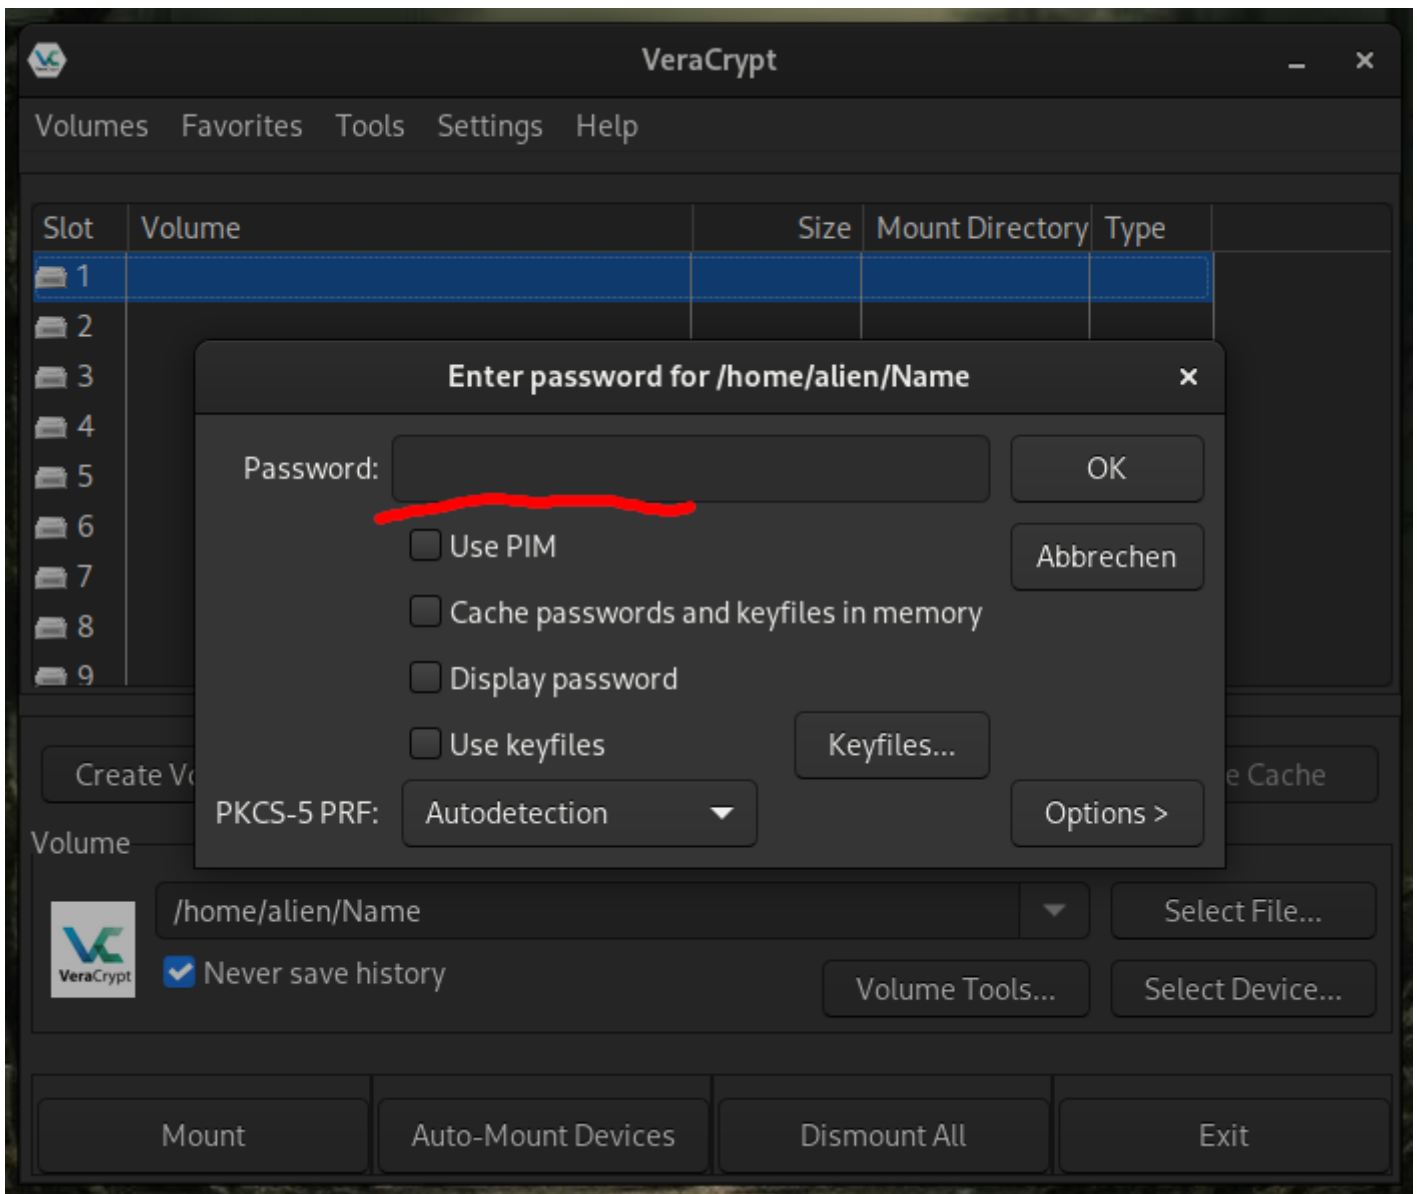 VeraCrypt
Volumes Favorites Tools Settings Help
Slot Volume Size Mount Directory Type
1
2
3
4
5
6
7
8
9
Enter password for /home/alien/Name
Password: OK
Use PIM
Abbrechen
Cache passwords and keyfiles in memory
Display password
Use keyfiles Keyfiles...
PKCS-5 PRF: Autodetection Options >
Create Vo e Cache
Volume
/home/alien/Name Select File...
VeraCrypt
Never save history
Volume Tools... Select Device...
Mount Auto-Mount Devices Dismount All Exit